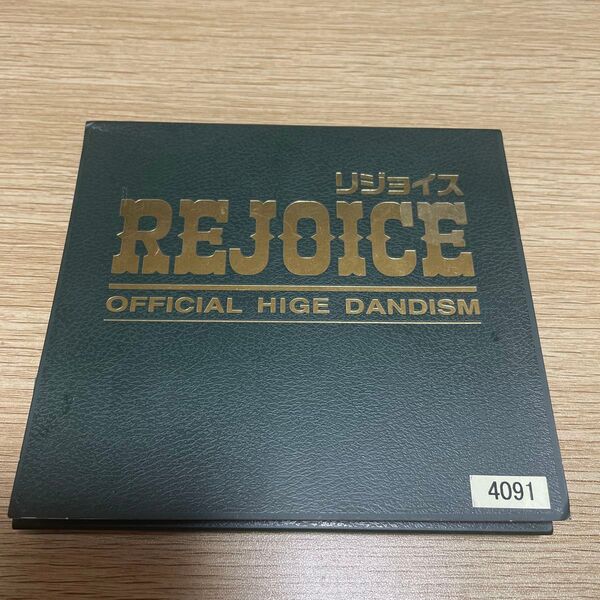 リジョイス
REJOICE
OFFICIAL HIGE DANDISM
4091